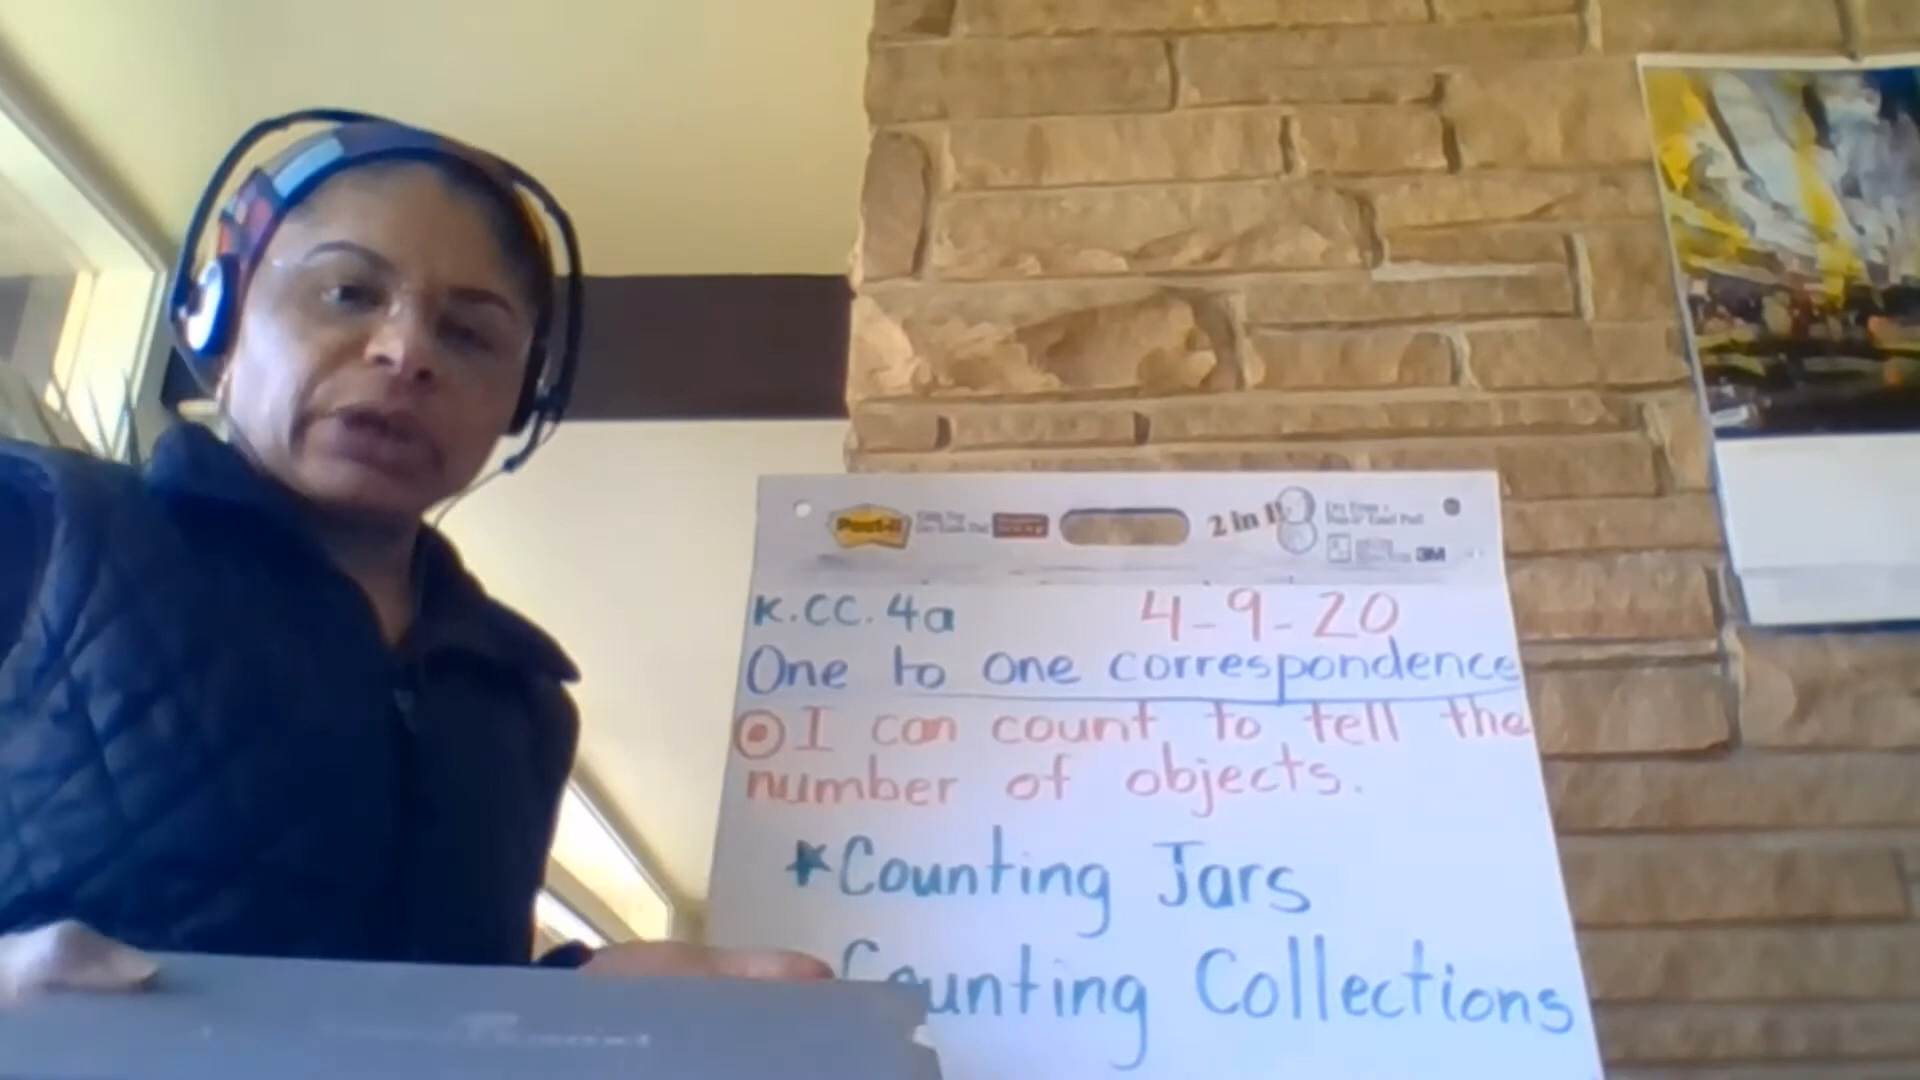 Post-it
2 in 1!
3M
K.CC.4a 4-9-20
One to one correspondence
I can count to tell the
number of objects.
*Counting Jars
Counting Collections